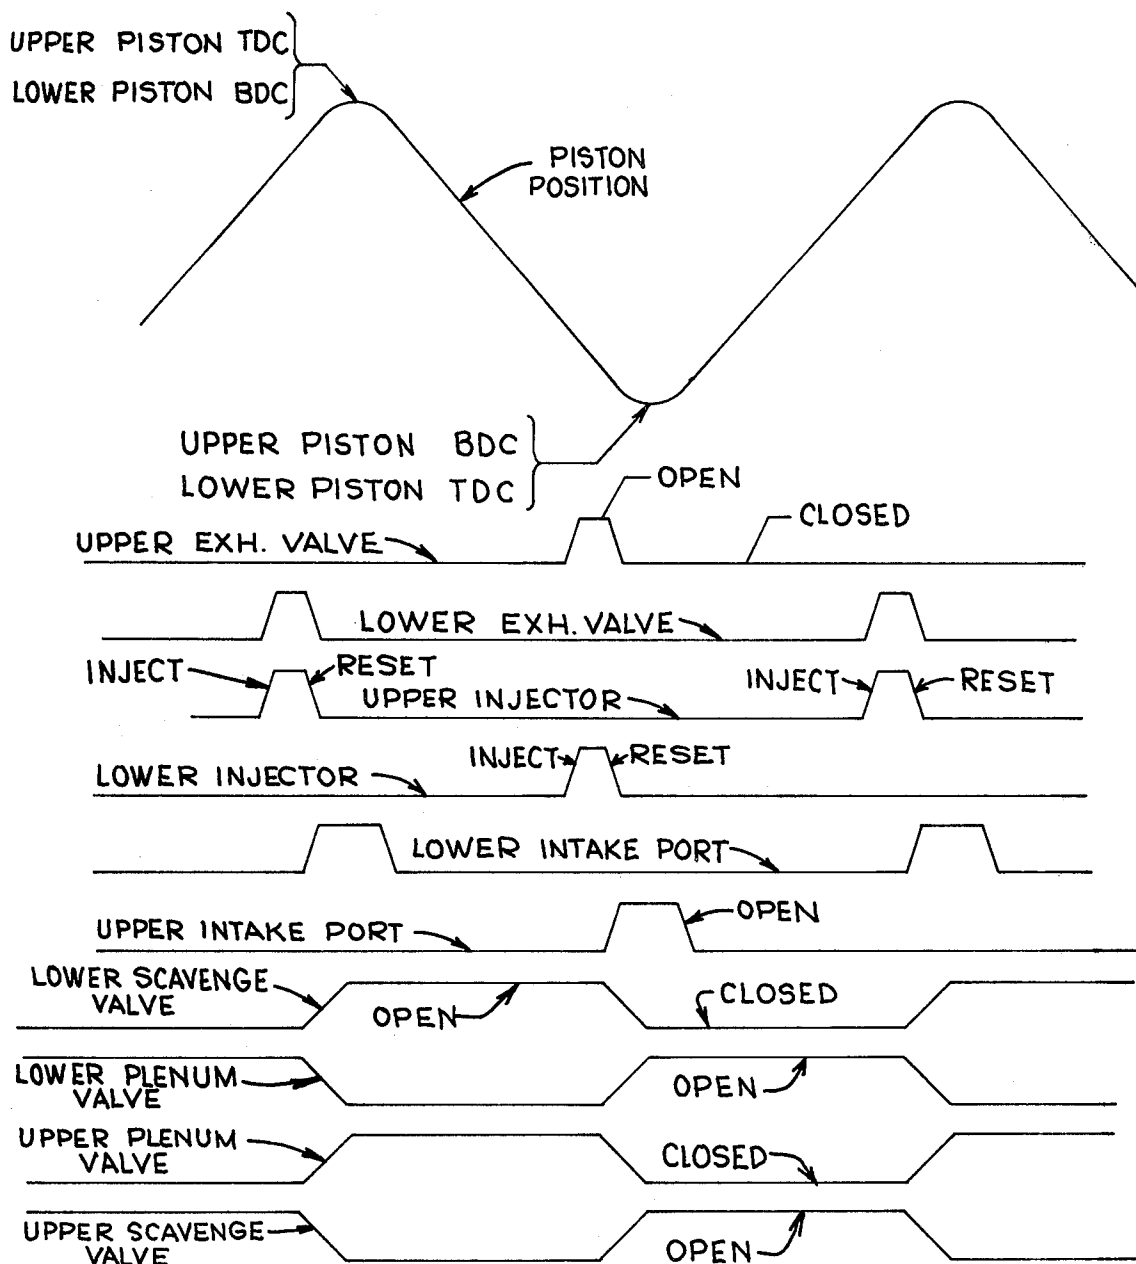 UPPER PISTON TDC
LOWER PISTON BDC
PISTON
POSITION
UPPER PISTON BDC
LOWER PISTON TDC
OPEN
CLOSED
UPPER EXH. VALVE
LOWER EXH. VALVE
INJECT
RESET
UPPER INJECTOR
INJECT
RESET
LOWER INJECTOR
INJECT
RESET
LOWER INTAKE PORT
UPPER INTAKE PORT
OPEN
LOWER SCAVENGE
VALVE
OPEN
CLOSED
LOWER PLENUM
VALVE
OPEN
UPPER PLENUM
VALVE
CLOSED
UPPER SCAVENGE
VALVE
OPEN